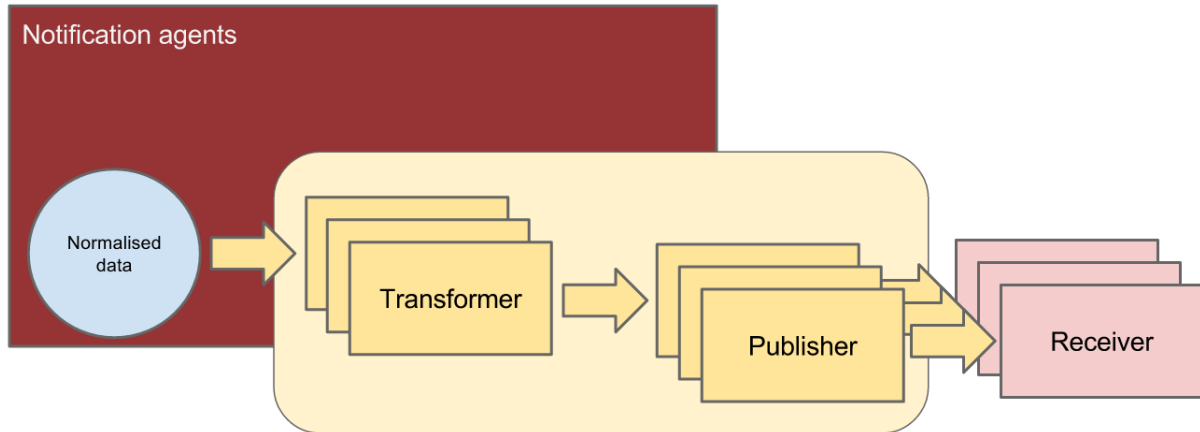 Notification agents
Normalised
data
Transformer
Publisher
Receiver